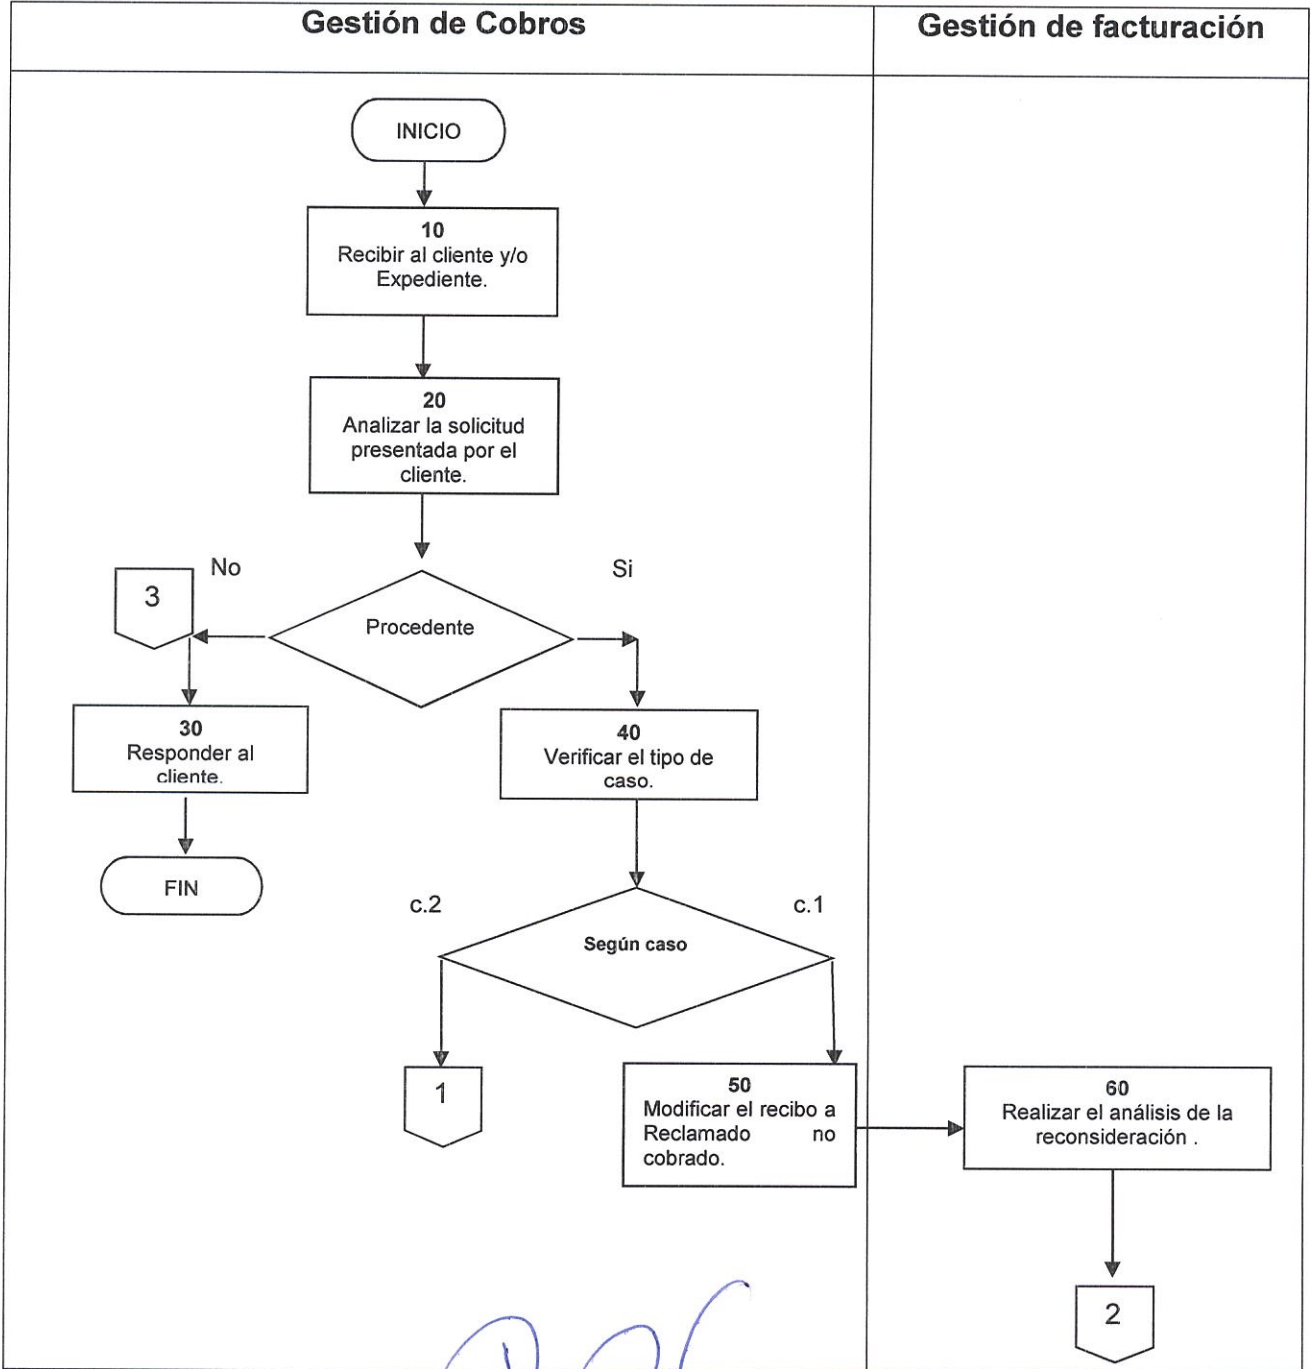 Gestión de Cobros
Gestión de facturación
INICIO
10
Recibir al cliente y/o
Expediente.
20
Analizar la solicitud
presentada por el
cliente.
No
Si
3
Procedente
30
Responder al
cliente.
40
Verificar el tipo de
caso.
FIN
c.2
c.1
Según caso
1
50
Modificar el recibo a
Reclamado no
cobrado.
60
Realizar el análisis de la
reconsideración .
2